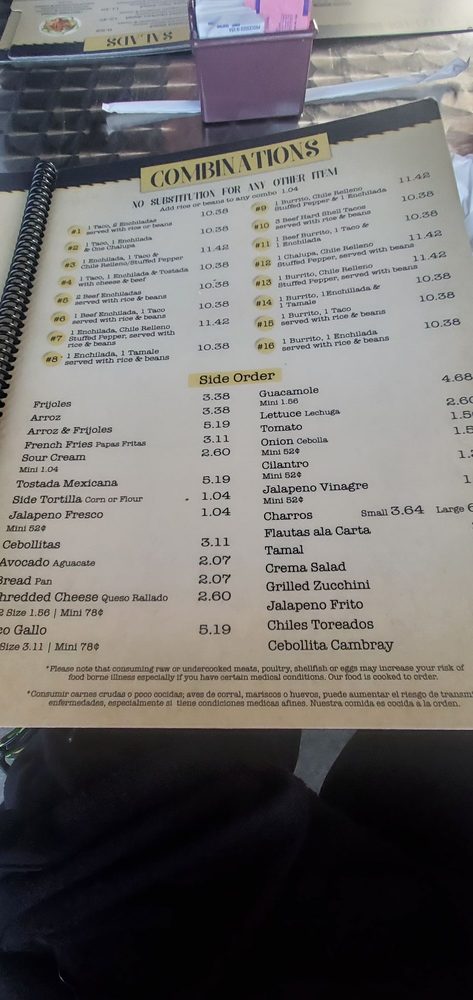 SALADS
COMBINATIONS
NO SUBSTITUTION FOR ANY OTHER ITEM
Add rice or beans to any combo 1.04
#1 1 Taco, 2 Enchiladas 10.38
served with rice or beans
#2 1 Taco, 1 Enchilada 10.38
& One Chalupa
#3 1 Enchilada, 1 Taco & 11.42
Chile Relleno/Stuffed Pepper
#4 1 Taco, 1 Enchilada & Tostada 10.38
with cheese & beef
#5 2 Beef Enchiladas 10.38
served with rice & beans
#6 1 Beef Enchilada, 1 Taco 10.38
served with rice & beans
#7 1 Enchilada, Chile Relleno 11.42
Stuffed Pepper, served with
rice & beans
#8 1 Enchilada, 1 Tamale 10.38
served with rice & beans
#9 1 Burrito, Chile Relleno 11.42
Stuffed Pepper & 1 Enchilada
#10 3 Beef Hard Shell Tacos 10.38
served with rice & beans
#11 1 Beef Burrito, 1 Taco & 10.38
1 Enchilada
#12 1 Chalupa, Chile Relleno 11.42
Stuffed Pepper, served with beans
#13 1 Burrito, Chile Relleno 11.42
Stuffed Pepper, served with beans
#14 1 Burrito, 1 Enchilada & 10.38
1 Tamale
#15 1 Burrito, 1 Taco 10.38
served with rice & beans
#16 1 Burrito, 1 Enchilada 10.38
served with rice & beans
Side Order
Frijoles 3.38
Arroz 3.38
Arroz & Frijoles 5.19
French Fries Papas Fritas 3.11
Sour Cream 2.60
Mini 1.04
Tostada Mexicana 5.19
Side Tortilla Corn or Flour 1.04
Jalapeno Fresco 1.04
Mini 52¢
Cebollitas 3.11
Avocado Aguacate 2.07
Bread Pan 2.07
hredded Cheese Queso Rallado 2.60
2 Size 1.56 | Mini 78¢
co Gallo 5.19
Size 3.11 | Mini 78¢
Guacamole 4.68
Mini 1.56
Lettuce Lechuga 2.60
Tomato
Onion Cebolla
Mini 52¢
Cilantro
Mini 52¢
Jalapeno Vinagre
Mini 52¢
Charros Small 3.64 Large
Flautas ala Carta
Tamal
Crema Salad
Grilled Zucchini
Jalapeno Frito
Chiles Toreados
Cebollita Cambray
*Please note that consuming raw or undercooked meats, poultry, shellfish or eggs may increase your risk of
food borne illness especially if you have certain medical conditions. Our food is cooked to order.
*Consumir carnes crudas o poco cocidas; aves de corral, mariscos o huevos, puede aumentar el riesgo de transmi
enfermedades, especialmente si tiene condiciones medicas afines. Nuestra comida es cocida a la orden.